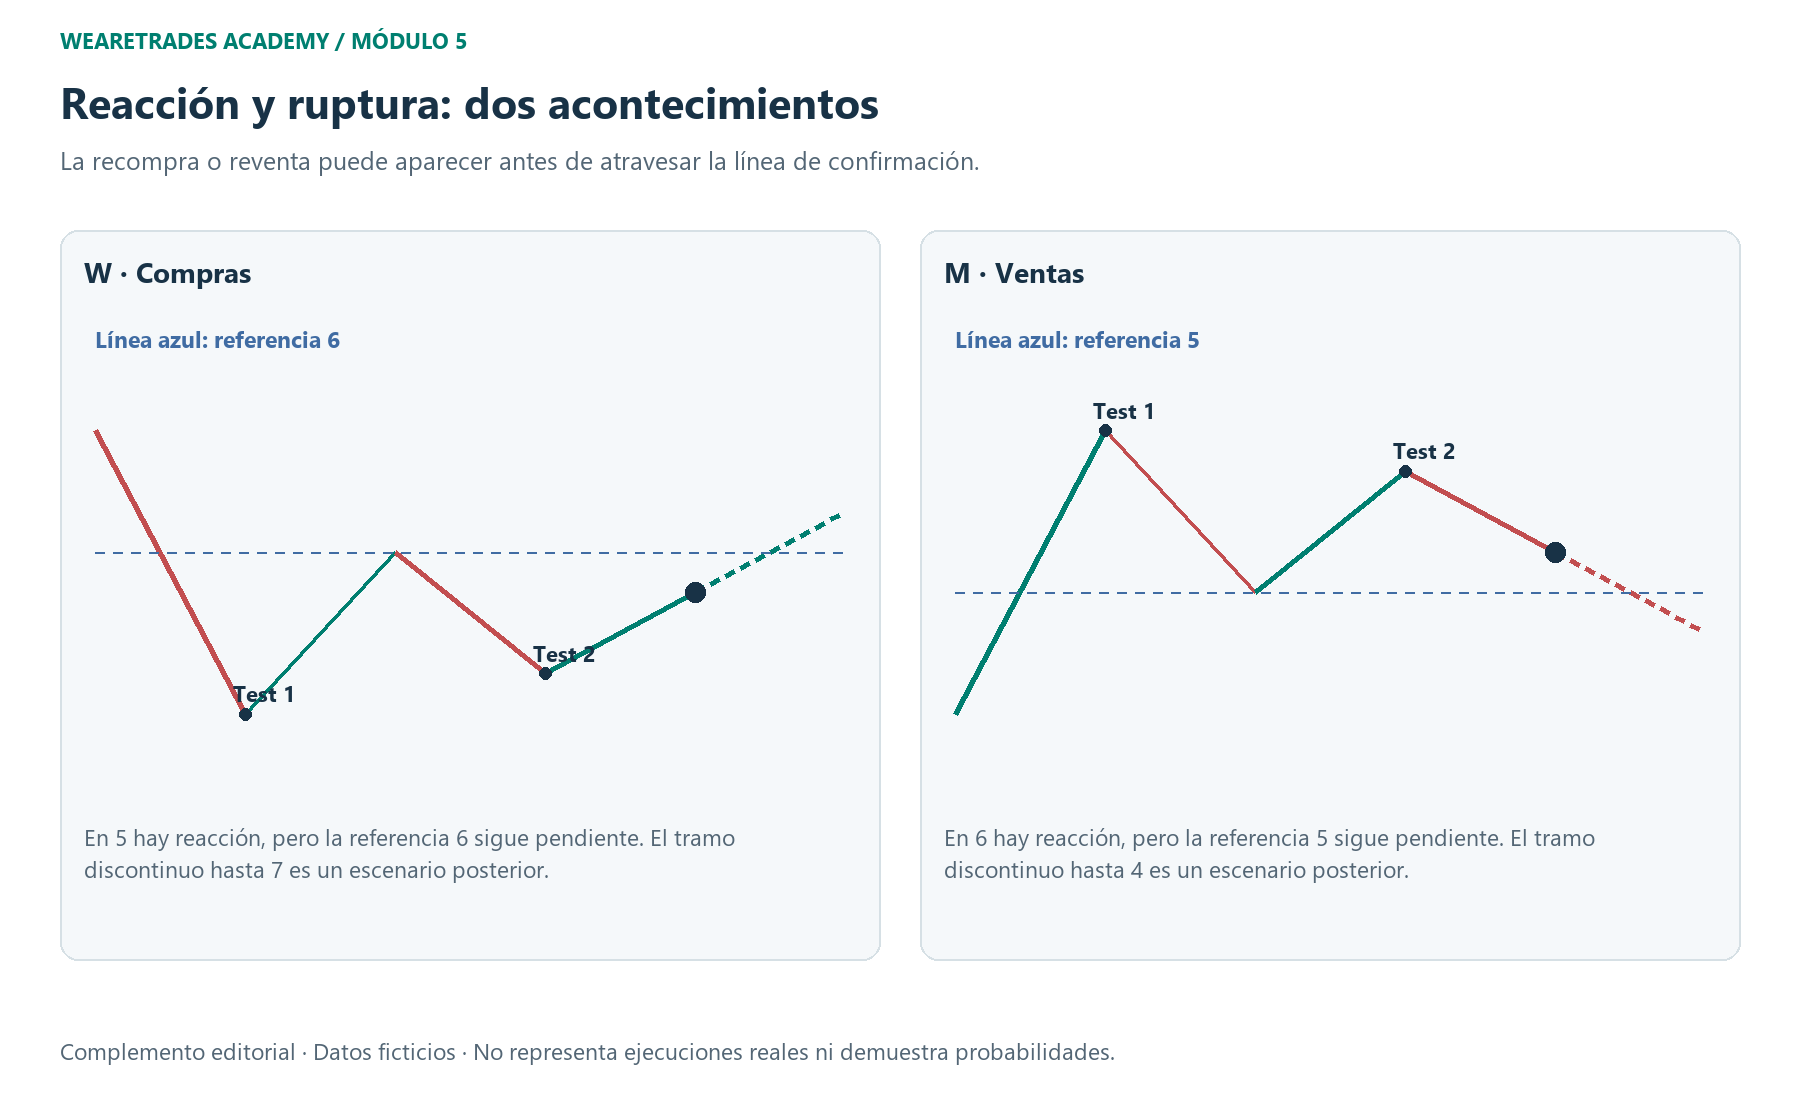 WEARETRADES ACADEMY / MÓDULO 5
Reacción y ruptura: dos acontecimientos
La recompra o reventa puede aparecer antes de atravesar la línea de confirmación.
W · Compras
Línea azul: referencia 6
Test 1
Test 2
En 5 hay reacción, pero la referencia 6 sigue pendiente. El tramo
discontinuo hasta 7 es un escenario posterior.
M · Ventas
Línea azul: referencia 5
Test 1
Test 2
En 6 hay reacción, pero la referencia 5 sigue pendiente. El tramo
discontinuo hasta 4 es un escenario posterior.
Complemento editorial · Datos ficticios · No representa ejecuciones reales ni demuestra probabilidades.